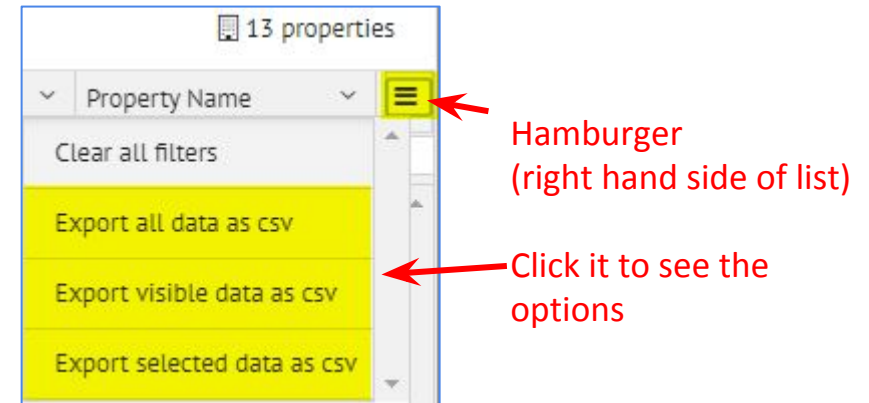 13 properties
Property Name
Clear all filters
Export all data as csv
Export visible data as csv
Export selected data as csv
Hamburger
(right hand side of list)
Click it to see the
options